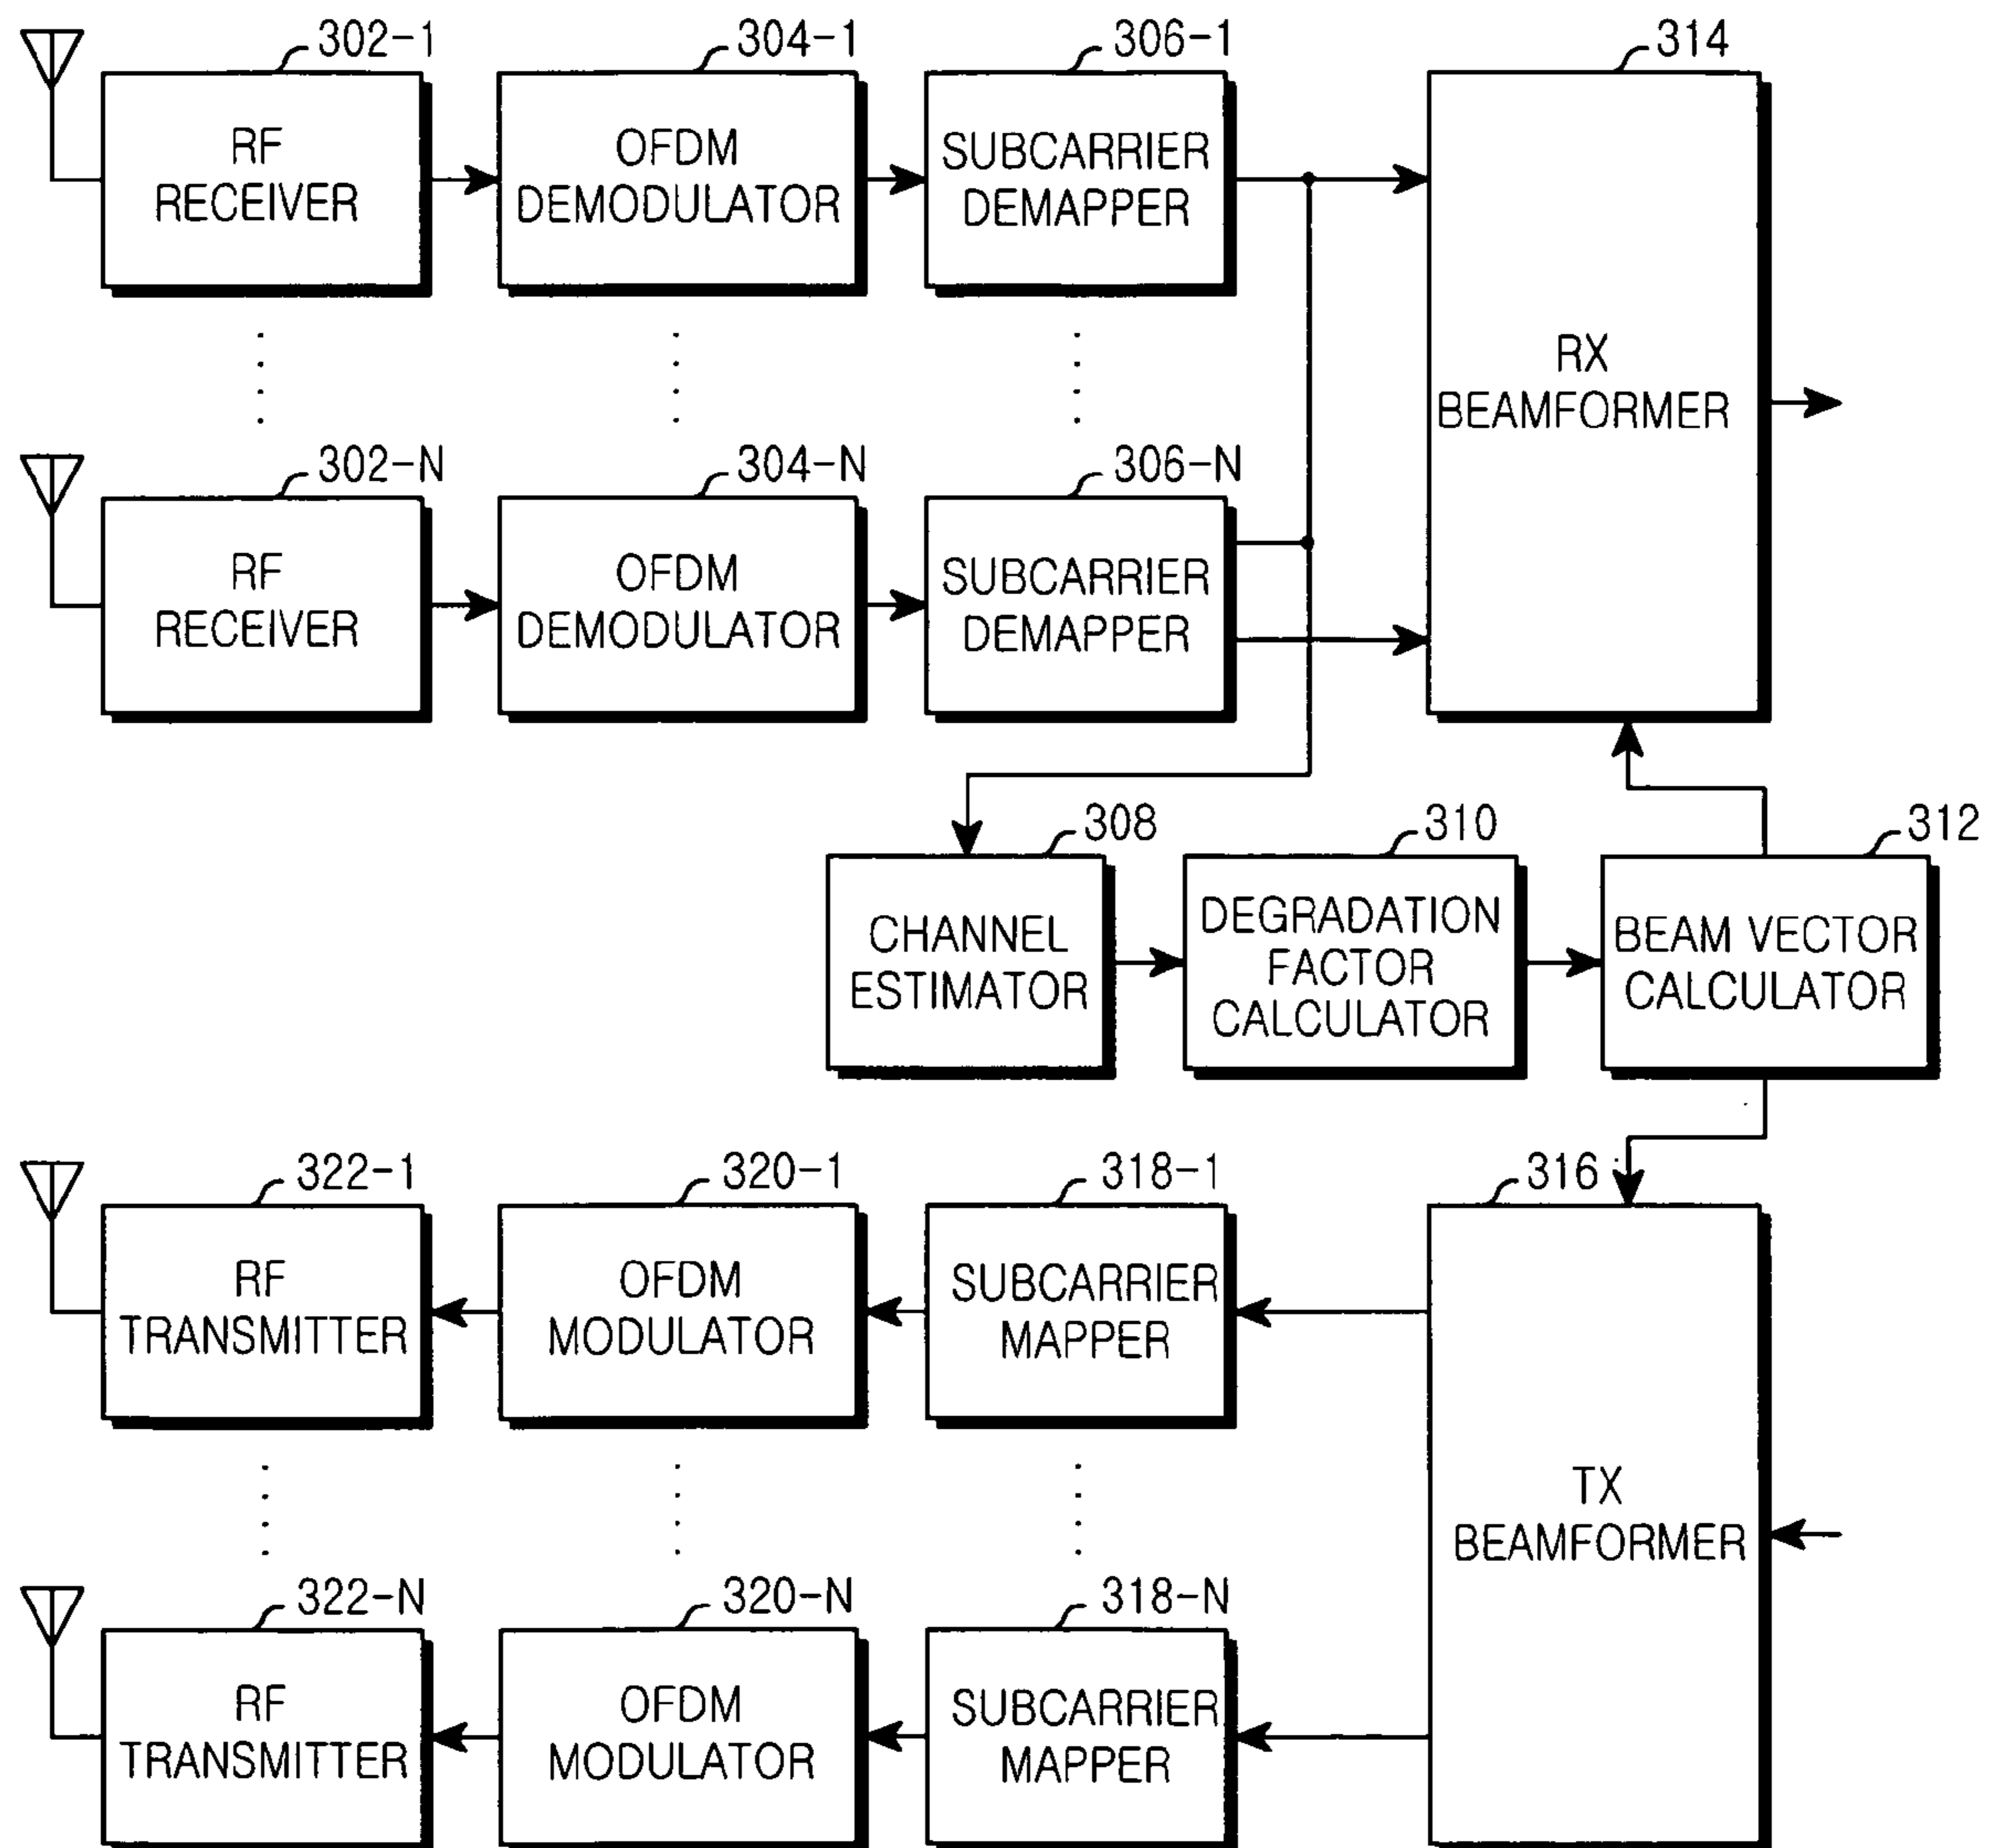 302-1
304-1
306-1
314
RF
RECEIVER
OFDM
DEMODULATOR
SUBCARRIER
DEMAPPER
RX
BEAMFORMER
302-N
304-N
306-N
RF
RECEIVER
OFDM
DEMODULATOR
SUBCARRIER
DEMAPPER
308
310
312
CHANNEL
ESTIMATOR
DEGRADATION
FACTOR
CALCULATOR
BEAM VECTOR
CALCULATOR
322-1
320-1
318-1
316
RF
TRANSMITTER
OFDM
MODULATOR
SUBCARRIER
MAPPER
TX
BEAMFORMER
322-N
320-N
318-N
RF
TRANSMITTER
OFDM
MODULATOR
SUBCARRIER
MAPPER